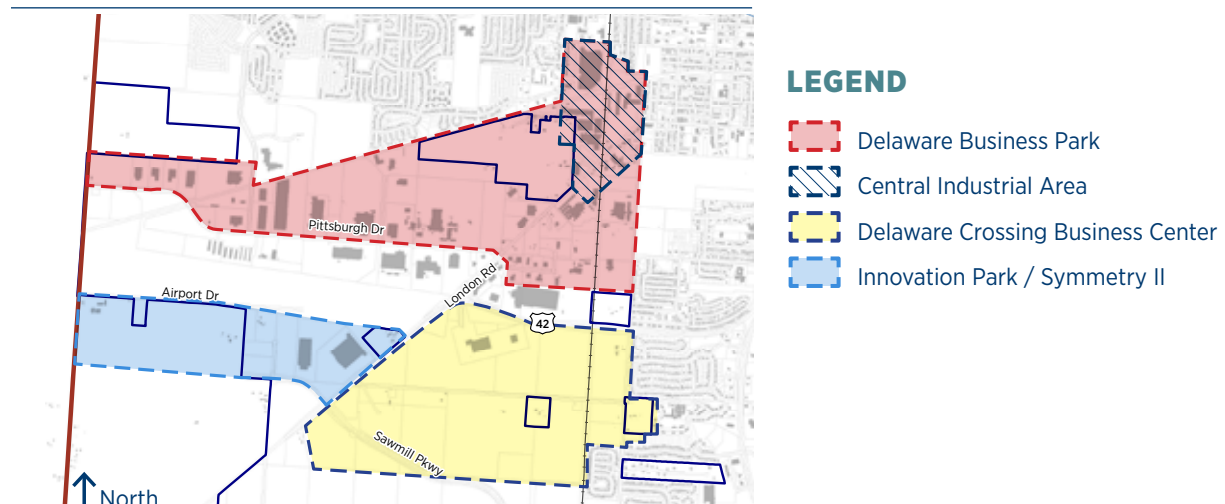 LEGEND
Delaware Business Park
Central Industrial Area
Delaware Crossing Business Center
Innovation Park / Symmetry II
Pittsburgh Dr
London Rd
Airport Dr
42
Sawmill Pkwy
North